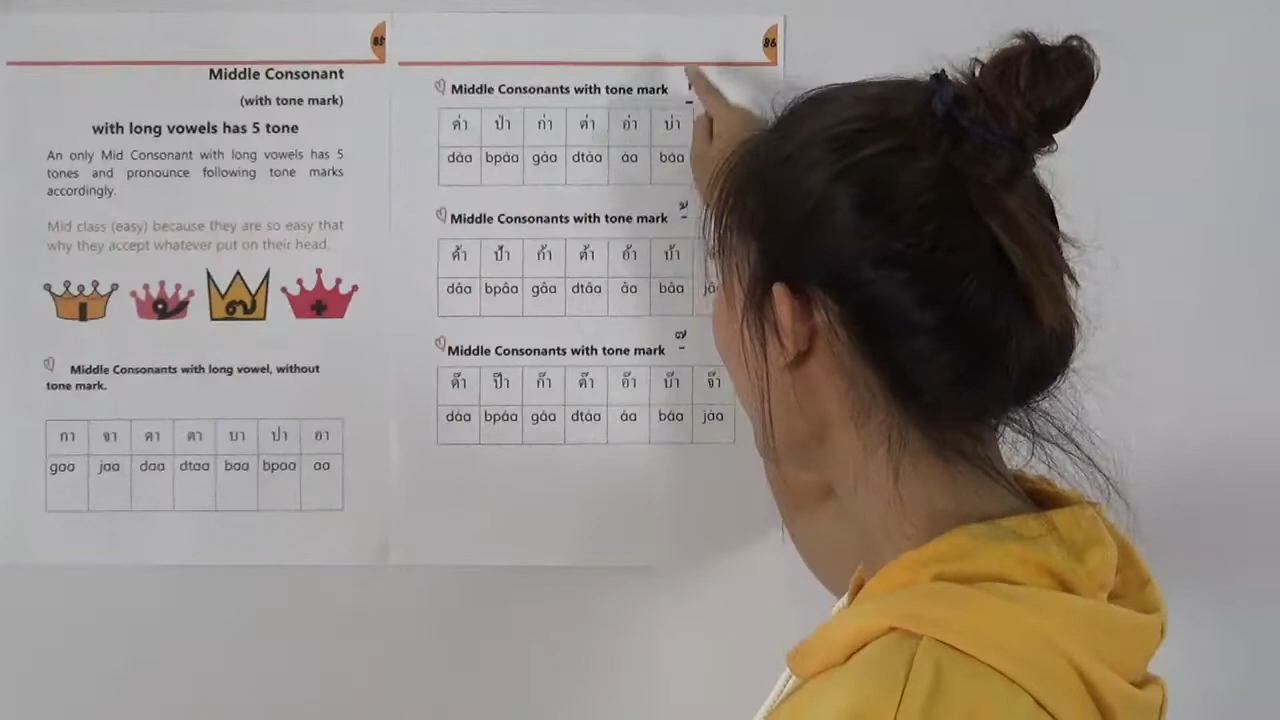 85
Middle Consonant
(with tone mark)
with long vowels has 5 tone
An only Mid Consonant with long vowels has 5
tones and pronounce following tone marks
accordingly.
Mid class (easy) because they are so easy that
why they accept whatever put on their head.
Middle Consonants with long vowel, without
tone mark.
กา จา ดา ตา บา ปา อา
gaa jaa daa dtaa baa bpaa aa
86
Middle Consonants with tone mark
ด่า ป่า ก่า ต่า อ่า บ่า
dàa bpàa gàa dtàa àa bàa
Middle Consonants with tone mark ้
ด้า ป้า ก้า ต้า อ้า บ้า
dâa bpâa gâa dtâa âa bâa
Middle Consonants with tone mark ๊
ด๊า ป๊า ก๊า ต๊า อ๊า บ๊า จ๊า
dáa bpáa gáa dtáa áa báa jáa